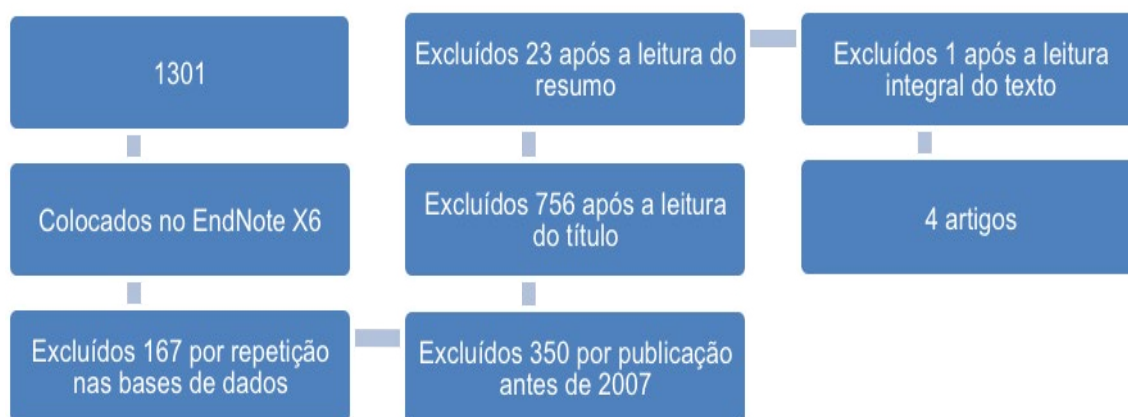 1301
Colocados no EndNote X6
Excluídos 167 por repetição
nas bases de dados
Excluídos 350 por publicação
antes de 2007
Excluídos 756 após a leitura
do título
Excluídos 23 após a leitura do
resumo
Excluídos 1 após a leitura
integral do texto
4 artigos